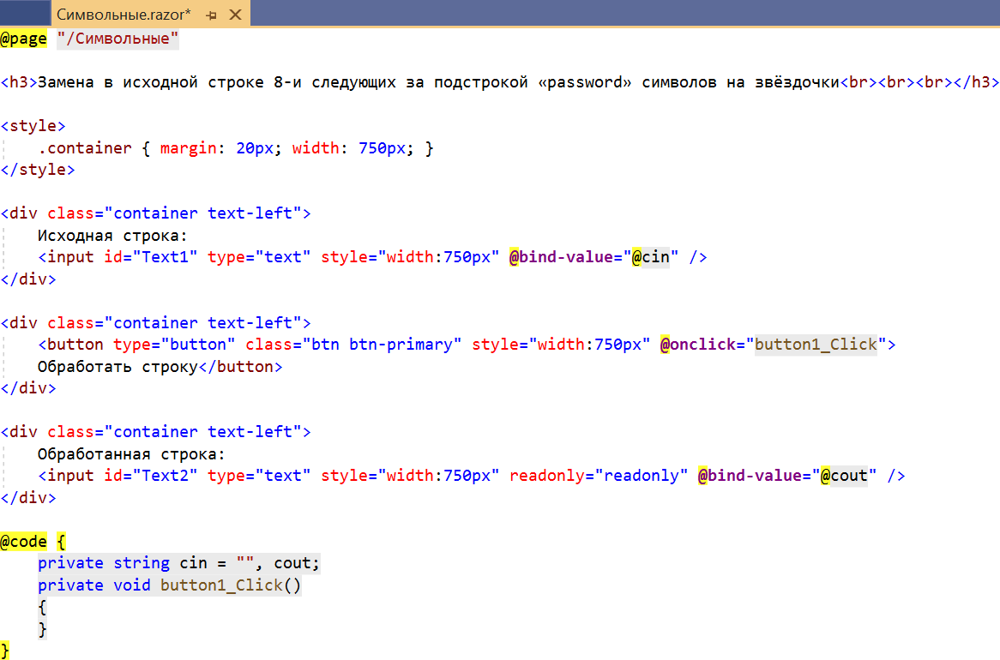 Символьные.razor*
@page "/Символьные"
<h3>Замена в исходной строке 8-и следующих за подстрокой «password» символов на звёздочки<br><br><br></h3>
<style>
.container { margin: 20px; width: 750px; }
</style>
<div class="container text-left">
Исходная строка:
<input id="Text1" type="text" style="width:750px" @bind-value="@cin" />
</div>
<div class="container text-left">
<button type="button" class="btn btn-primary" style="width:750px" @onclick="button1_Click">
Обработать строку</button>
</div>
<div class="container text-left">
Обработанная строка:
<input id="Text2" type="text" style="width:750px" readonly="readonly" @bind-value="@cout" />
</div>
@code {
private string cin = "", cout;
private void button1_Click()
{
}
}